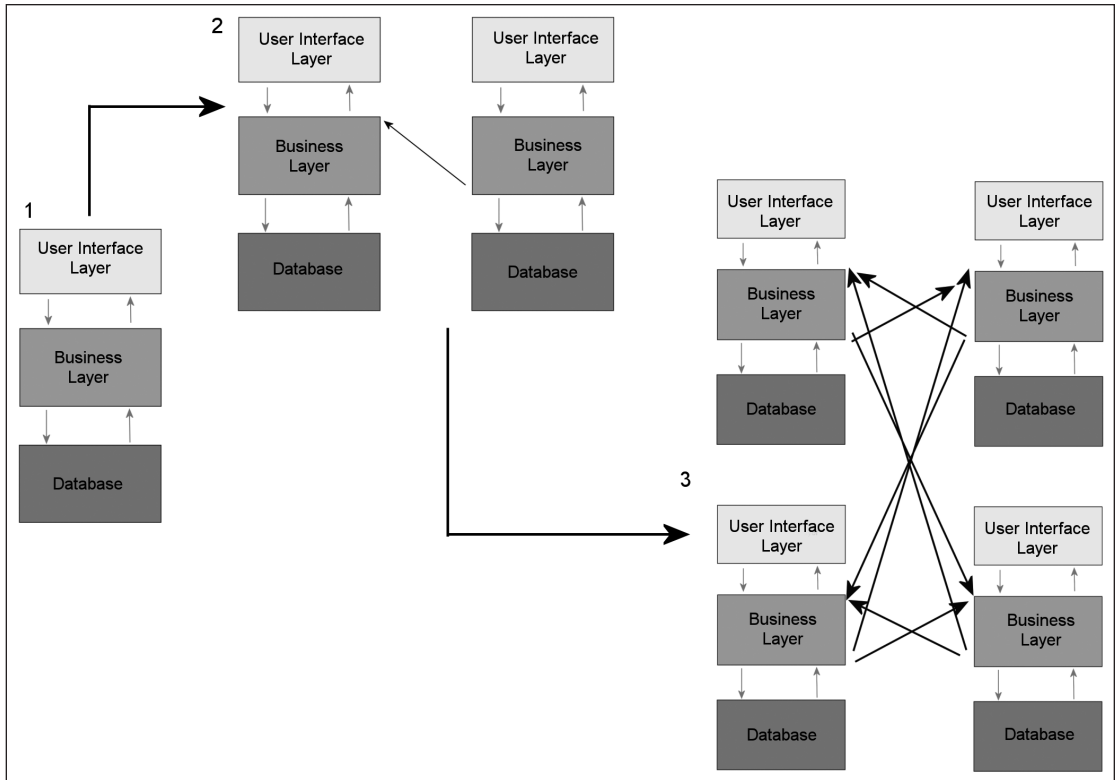 1
User Interface
Layer
Business
Layer
Database
2
User Interface
Layer
Business
Layer
Database
User Interface
Layer
Business
Layer
Database
3
User Interface
Layer
Business
Layer
Database
User Interface
Layer
Business
Layer
Database
User Interface
Layer
Business
Layer
Database
User Interface
Layer
Business
Layer
Database